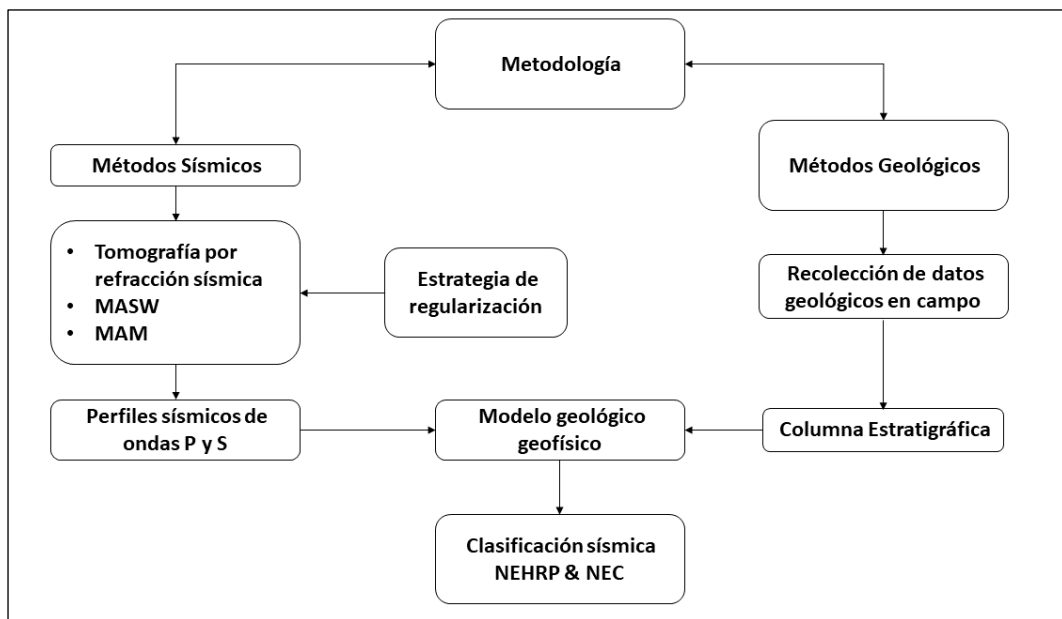 Metodología
Métodos Sísmicos
Métodos Geológicos
• Tomografía por
refracción sísmica
• MASW
• MAM
Estrategia de
regularización
Recolección de datos
geológicos en campo
Perfiles sísmicos de
ondas P y S
Modelo geológico
geofísico
Columna Estratigráfica
Clasificación sísmica
NEHRP & NEC